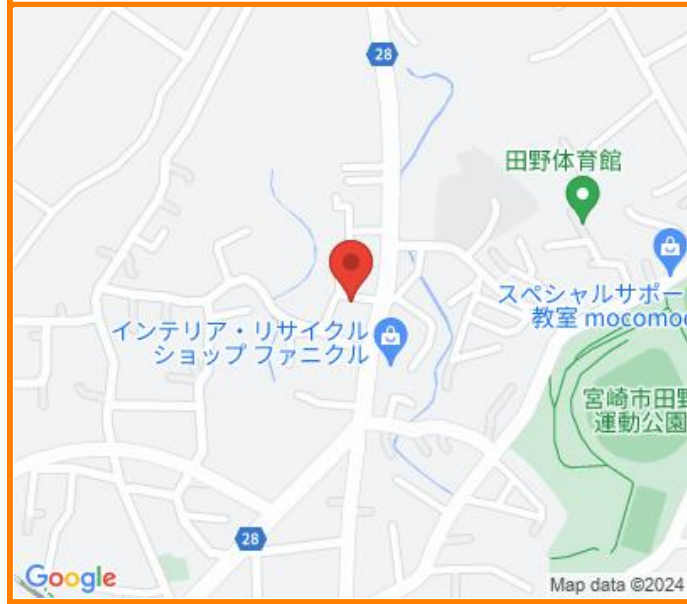 28
田野体育館
スペシャルサポー
教室 mocomoc
インテリア・リサイクル
ショップ ファニクル
宮崎市田野
運動公園
28
Google
Map data ©2024